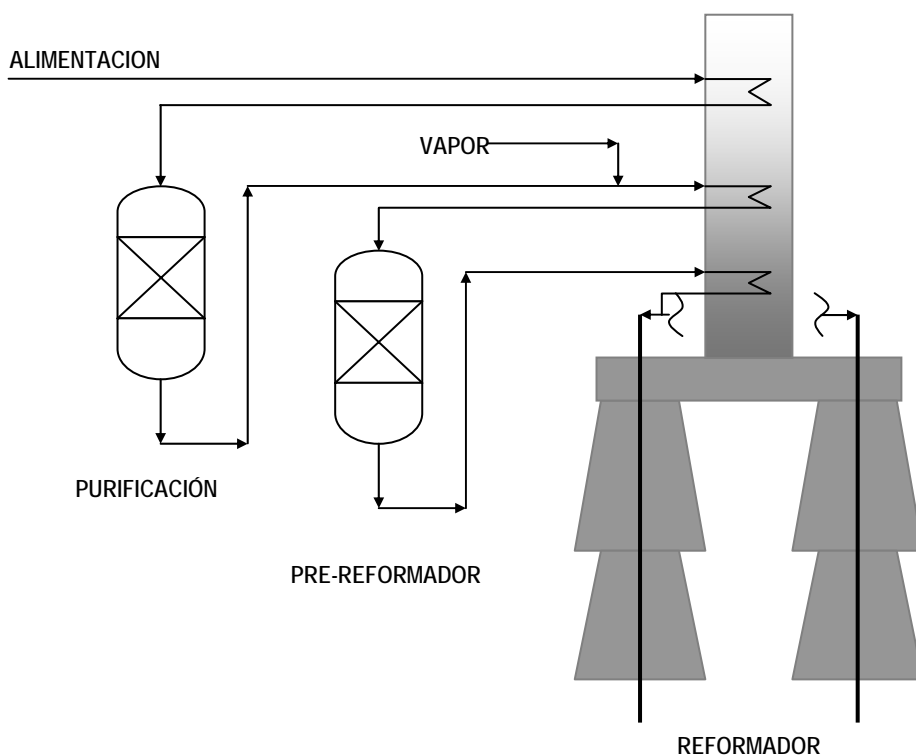 ALIMENTACION
VAPOR
PURIFICACIÓN
PRE-REFORMADOR
REFORMADOR